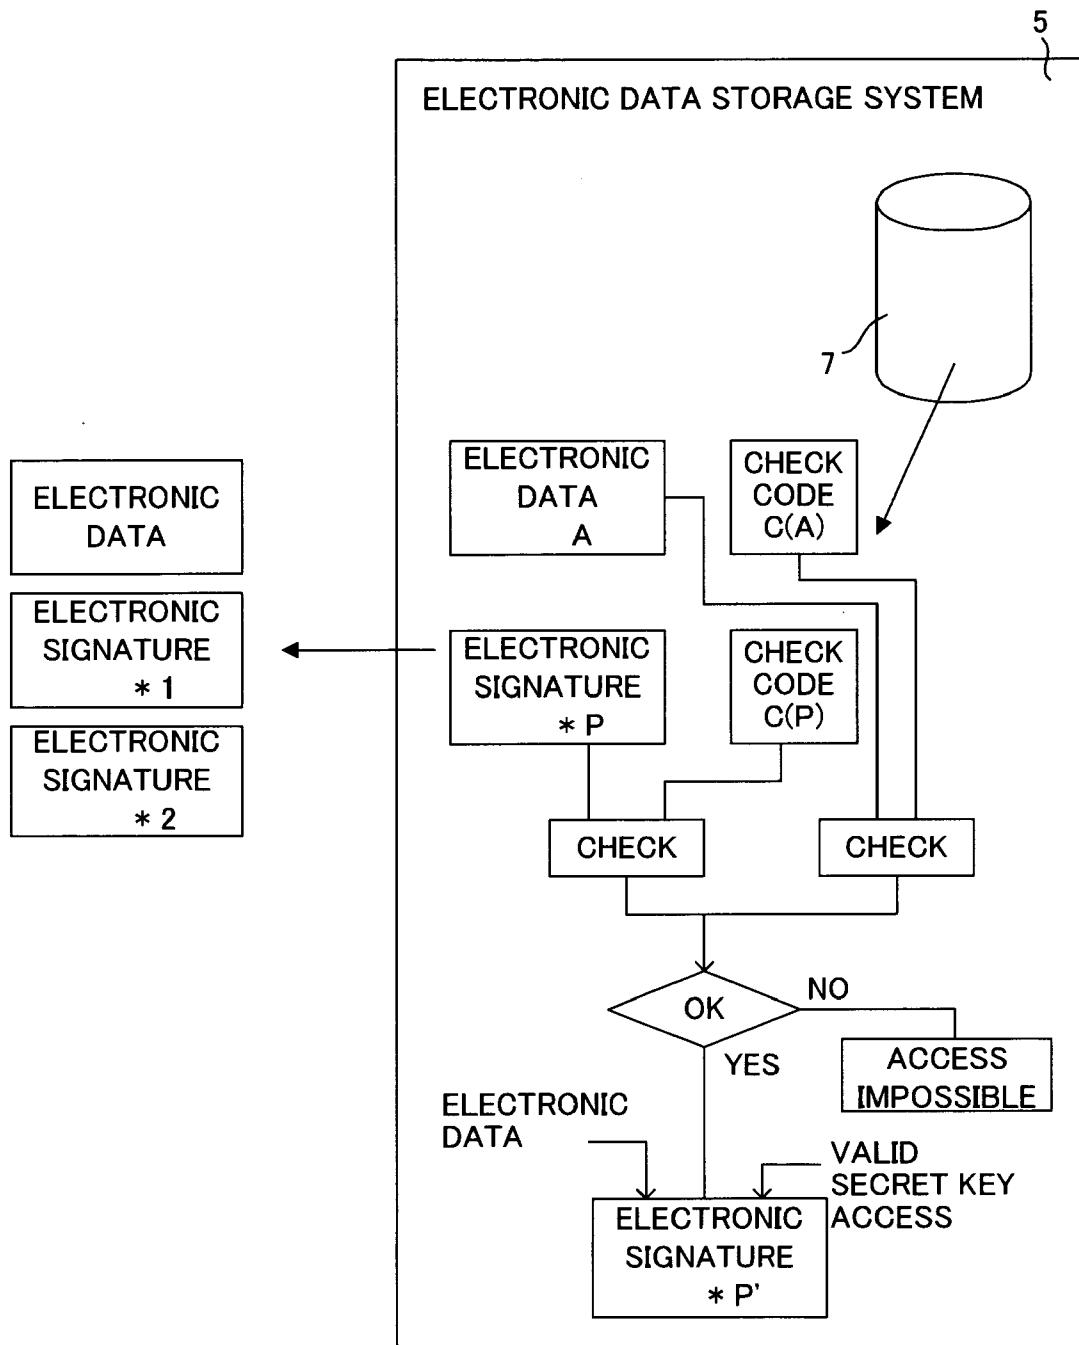 5
ELECTRONIC DATA STORAGE SYSTEM
7
ELECTRONIC
DATA
ELECTRONIC
SIGNATURE
* 1
ELECTRONIC
SIGNATURE
* 2
ELECTRONIC
DATA
A
CHECK
CODE
C(A)
ELECTRONIC
SIGNATURE
* P
CHECK
CODE
C(P)
CHECK
CHECK
OK
NO
YES
ACCESS
IMPOSSIBLE
ELECTRONIC
DATA
VALID
SECRET KEY
ACCESS
ELECTRONIC
SIGNATURE
* P'